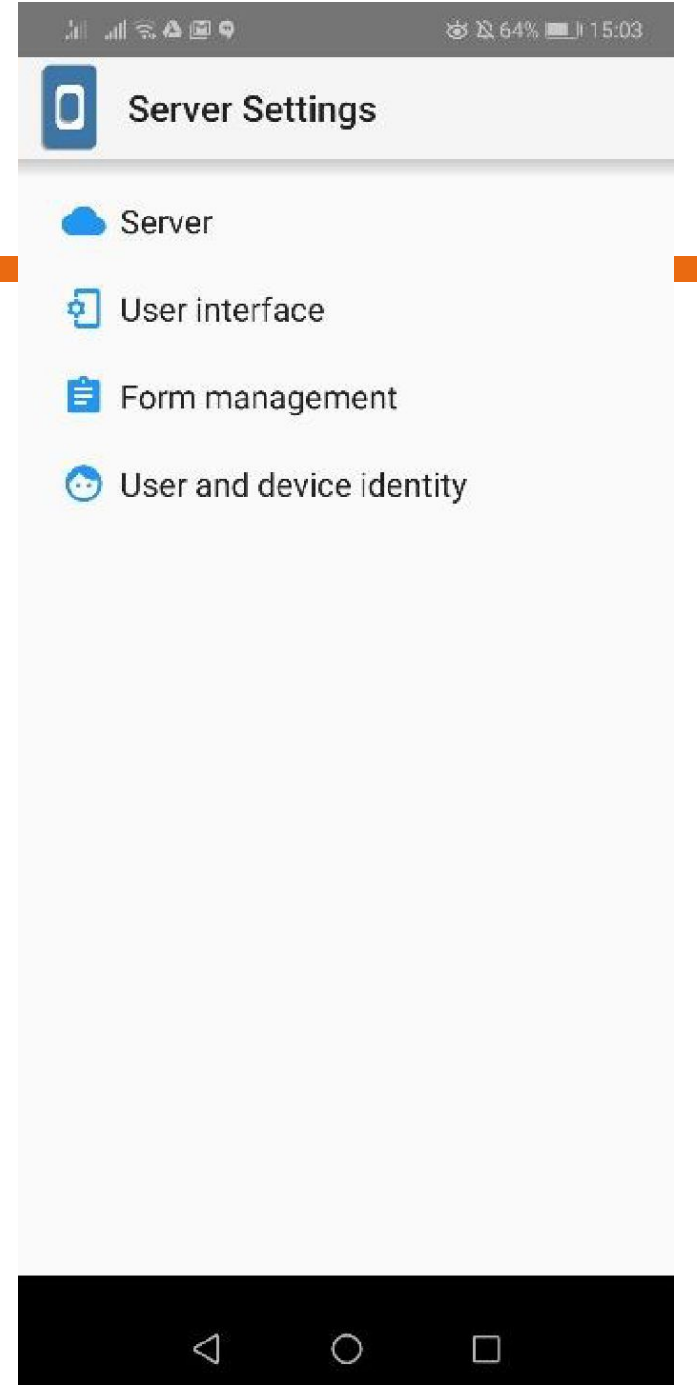 64% 15:03
Server Settings
Server
User interface
Form management
User and device identity